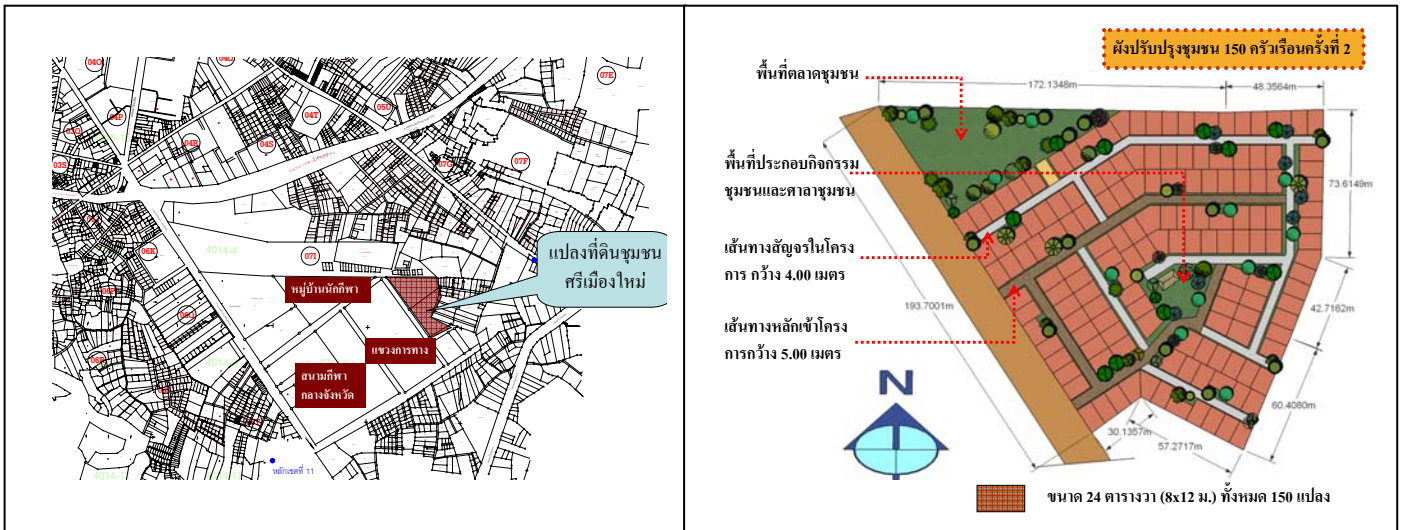 04O
04P
04R
04S
04T
05U
07E
07F
07G
03S
06K
07I
4014-4
หมู่บ้านนักกีฬา
แปลงที่ดินชุมชน
ศรีเมืองใหม่
แขวงการทาง
สนามกีฬา
กลางจังหวัด
หลักเขตที่ 11
ผังปรับปรุงชุมชน 150 ครัวเรือนครั้งที่ 2
พื้นที่ตลาดชุมชน
172.1348m
48.3564m
พื้นที่ประกอบกิจกรรม
ชุมชนและศาลาชุมชน
73.6149m
เส้นทางสัญจรในโครง
การ กว้าง 4.00 เมตร
193.7001m
42.7162m
เส้นทางหลักเข้าโครง
การกว้าง 5.00 เมตร
N
60.4080m
30.1357m
57.2717m
ขนาด 24 ตารางวา (8x12 ม.) ทั้งหมด 150 แปลง